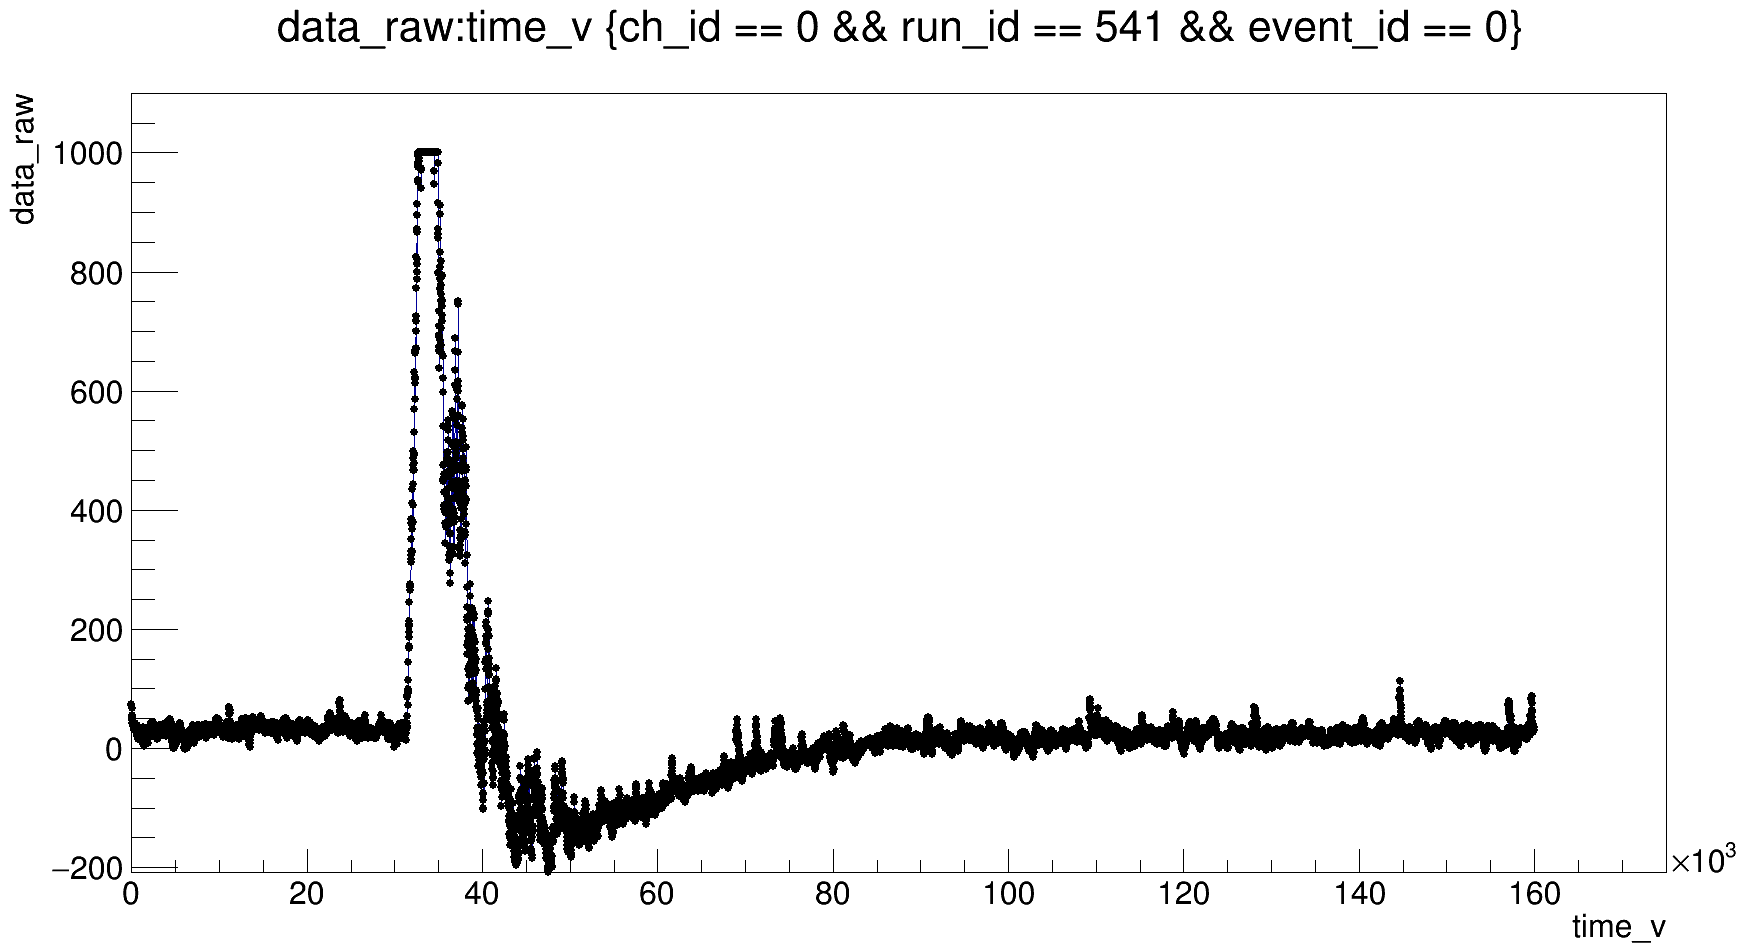 data_raw:time_v {ch_id == 0 && run_id == 541 && event_id == 0}
data_raw
1000
800
600
400
200
0
−200
0 20 40 60 80 100 120 140 160
×10³
time_v